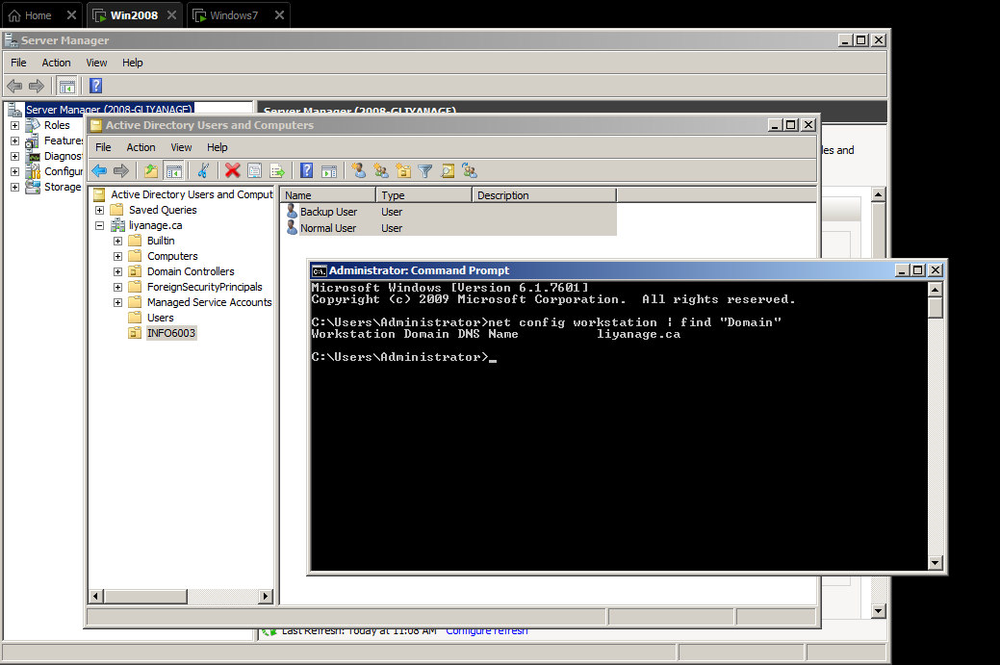 Home
Win2008
Windows7
Server Manager
File Action View Help
Server Manager (2008-GLIYANAGE)
Roles
Features
Diagnost
Configur
Storage
Server Manager (2008-GLIYANAGE)
les and
Active Directory Users and Computers
File Action View Help
Active Directory Users and Comput
Saved Queries
liyanage.ca
Builtin
Computers
Domain Controllers
ForeignSecurityPrincipals
Managed Service Accounts
Users
INFO6003
Name Type Description
Backup User User
Normal User User
Administrator: Command Prompt
Microsoft Windows [Version 6.1.7601]
Copyright (c) 2009 Microsoft Corporation.  All rights reserved.
C:\Users\Administrator>net config workstation | find "Domain"
Workstation Domain DNS Name liyanage.ca
C:\Users\Administrator>_
Last Refresh: Today at 11:08 AM Configure refresh